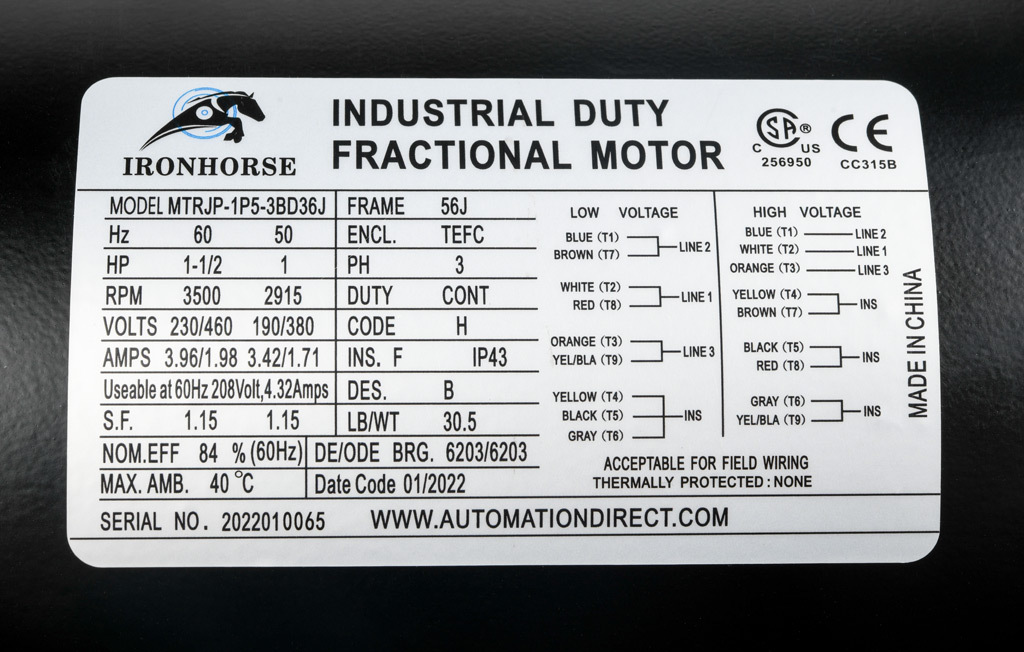 IRONHORSE
INDUSTRIAL DUTY
FRACTIONAL MOTOR
CSA® C US 256950
CE CC315B
MODEL MTRJP-1P5-3BD36J FRAME 56J
Hz 60 50 ENCL. TEFC
HP 1-1/2 1 PH 3
RPM 3500 2915 DUTY CONT
VOLTS 230/460 190/380 CODE H
AMPS 3.96/1.98 3.42/1.71 INS. F IP43
Useable at 60Hz 208Volt,4.32Amps DES. B
S.F. 1.15 1.15 LB/WT 30.5
NOM.EFF 84 % (60Hz) DE/ODE BRG. 6203/6203
MAX. AMB. 40 °C Date Code 01/2022
LOW VOLTAGE
BLUE (T1)
BROWN (T7) LINE 2
WHITE (T2)
RED (T8) LINE 1
ORANGE (T3)
YEL/BLA (T9) LINE 3
YELLOW (T4)
BLACK (T5) INS
GRAY (T6)
HIGH VOLTAGE
BLUE (T1) LINE 2
WHITE (T2) LINE 1
ORANGE (T3) LINE 3
YELLOW (T4)
BROWN (T7) INS
BLACK (T5)
RED (T8) INS
GRAY (T6)
YEL/BLA (T9) INS
ACCEPTABLE FOR FIELD WIRING
THERMALLY PROTECTED : NONE
MADE IN CHINA
SERIAL NO. 2022010065 WWW.AUTOMATIONDIRECT.COM